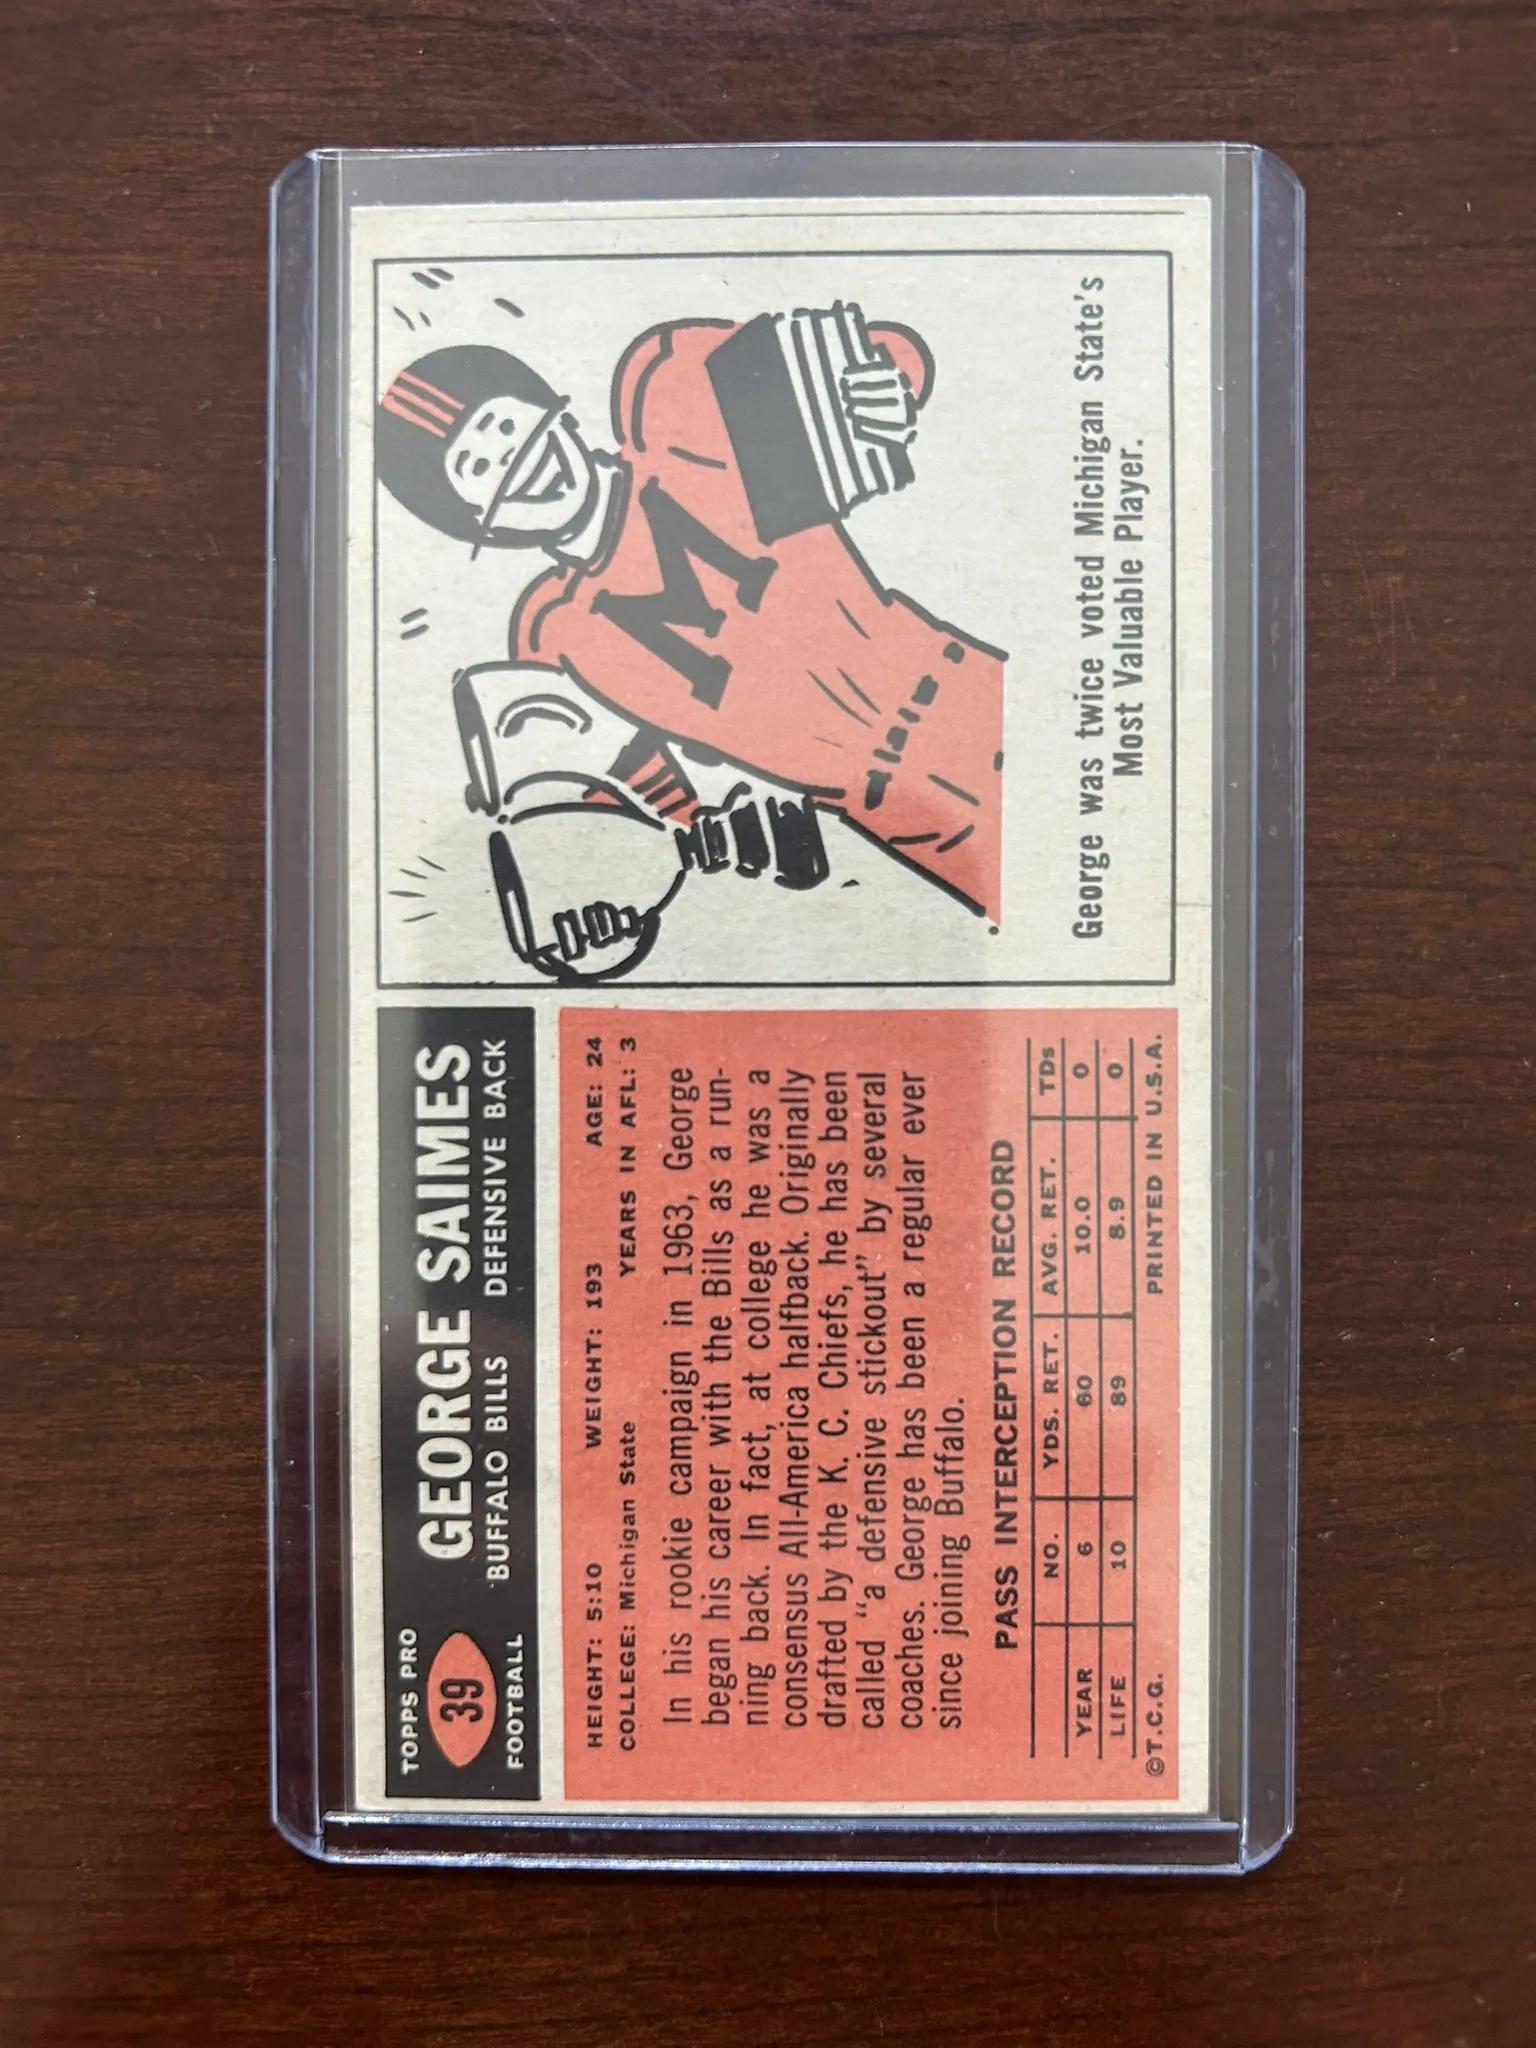 TOPPS PRO
39
FOOTBALL
GEORGE SAIMES
BUFFALO BILLS DEFENSIVE BACK
HEIGHT: 5:10 WEIGHT: 193 AGE: 24
COLLEGE: Michigan State YEARS IN AFL: 3
In his rookie campaign in 1963, George
began his career with the Bills as a run-
ning back. In fact, at college he was a
consensus All-America halfback. Originally
drafted by the K. C. Chiefs, he has been
called "a defensive stickout" by several
coaches. George has been a regular ever
since joining Buffalo.
PASS INTERCEPTION RECORD
NO. YDS. RET. AVG. RET. TDs
YEAR 6 60 10.0 0
LIFE 10 89 8.9 0
©T.C.G. PRINTED IN U.S.A.
M
George was twice voted Michigan State's
Most Valuable Player.